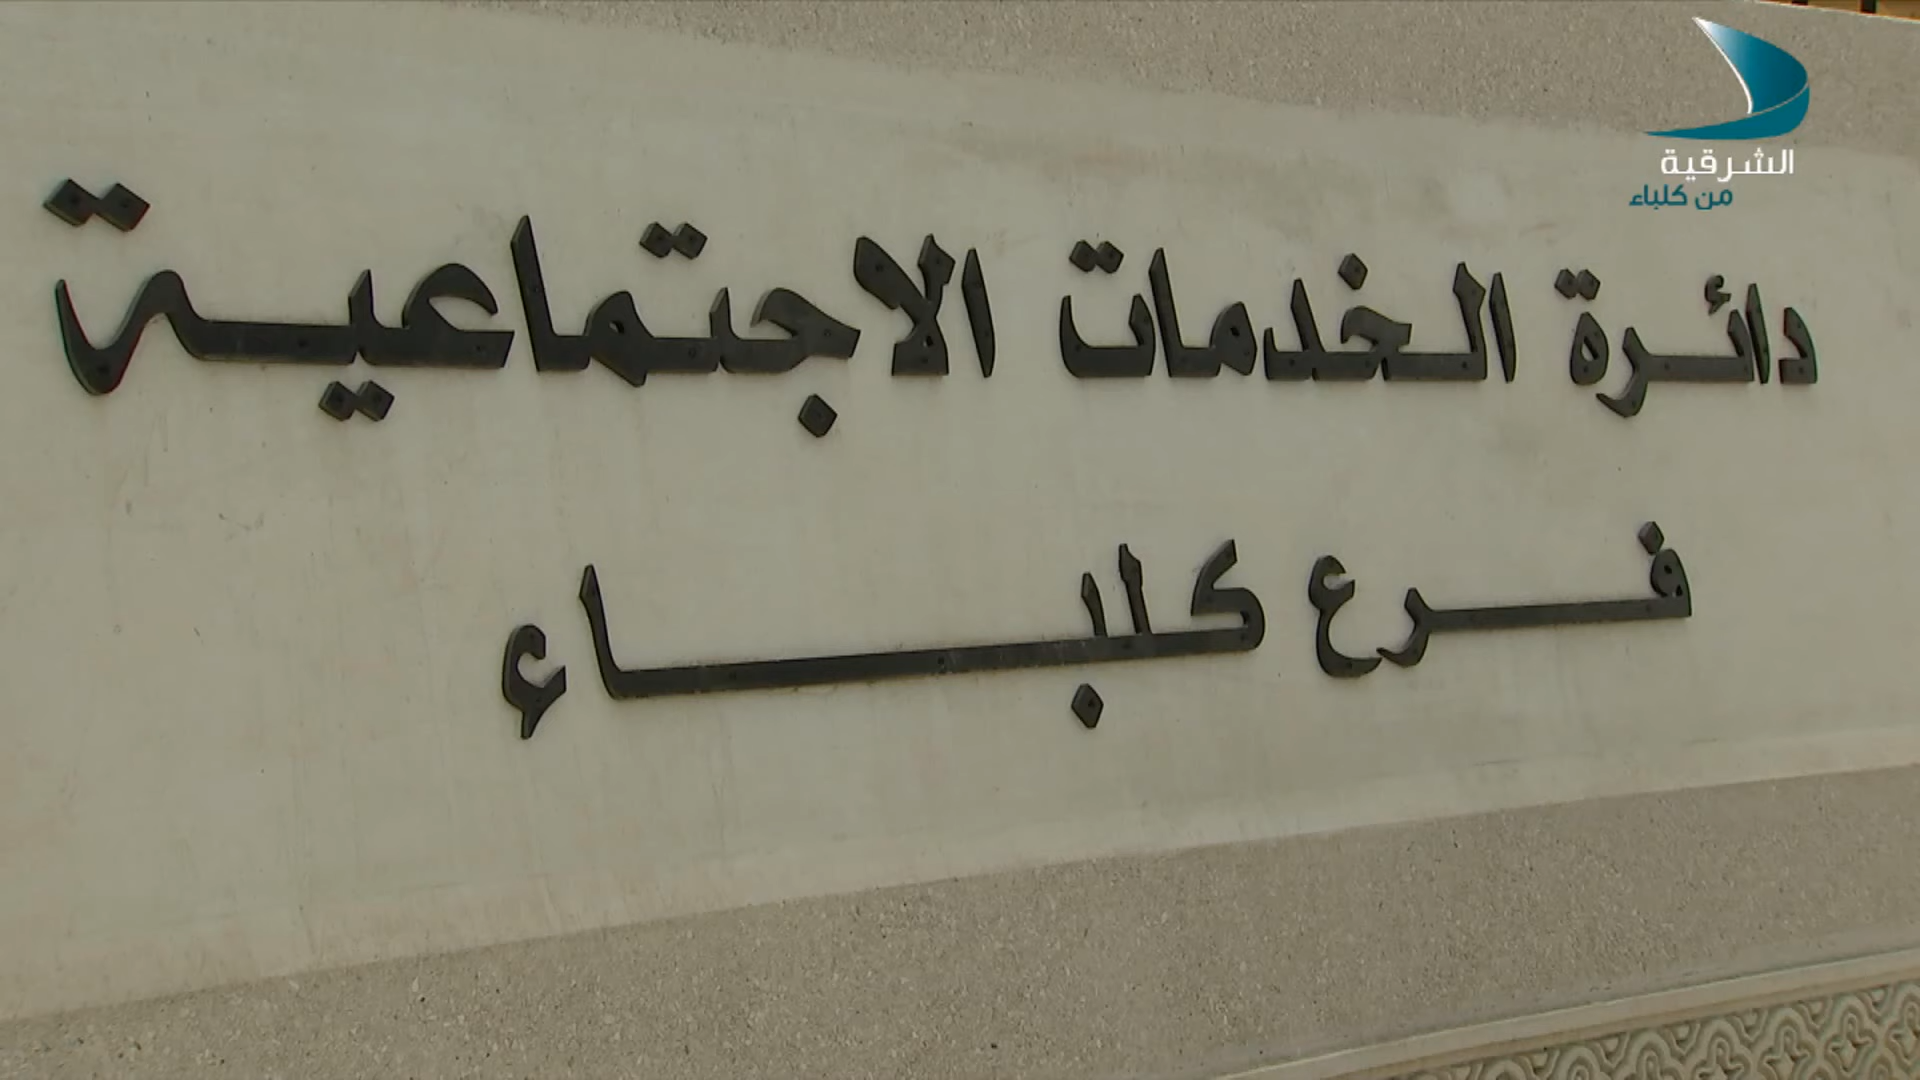 الشرقية
من كلباء
دائرة الخدمات الاجتماعية
فرع كلباء